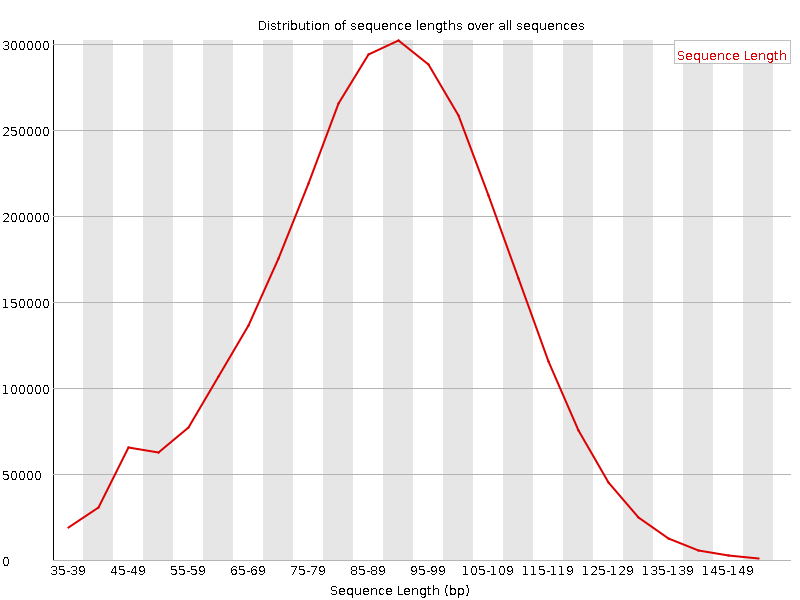 Distribution of sequence lengths over all sequences
Sequence Length
300000
250000
200000
150000
100000
50000
0
35-39 45-49 55-59 65-69 75-79 85-89 95-99 105-109 115-119 125-129 135-139 145-149
Sequence Length (bp)